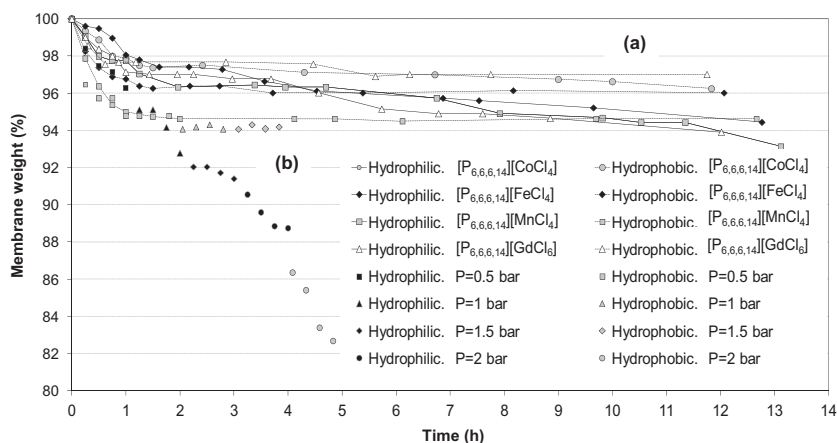 Membrane weight (%)
100
98
96
94
92
90
88
86
84
82
80
(a)
(b)
Hydrophilic. [P₆,₆,₆,₁₄][CoCl₄] Hydrophobic. [P₆,₆,₆,₁₄][CoCl₄]
Hydrophilic. [P₆,₆,₆,₁₄][FeCl₄] Hydrophobic. [P₆,₆,₆,₁₄][FeCl₄]
Hydrophilic. [P₆,₆,₆,₁₄][MnCl₄] Hydrophobic. [P₆,₆,₆,₁₄][MnCl₄]
Hydrophilic. [P₆,₆,₆,₁₄][GdCl₆] Hydrophobic. [P₆,₆,₆,₁₄][GdCl₆]
Hydrophilic. P=0.5 bar Hydrophobic. P=0.5 bar
Hydrophilic. P=1 bar Hydrophobic. P=1 bar
Hydrophilic. P=1.5 bar Hydrophobic. P=1.5 bar
Hydrophilic. P=2 bar Hydrophobic. P=2 bar
0 1 2 3 4 5 6 7 8 9 10 11 12 13 14
Time (h)